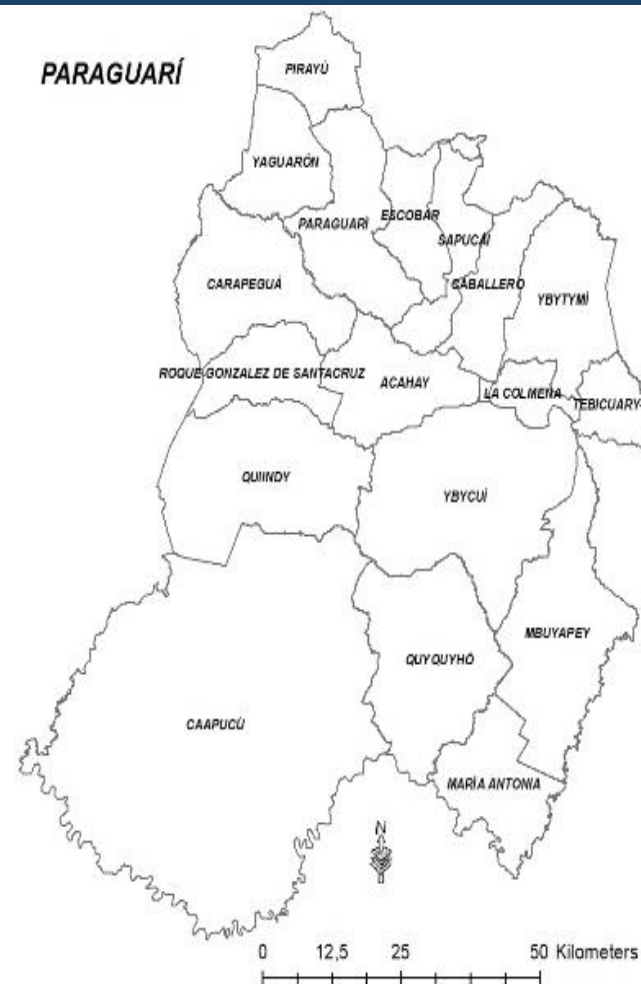 PARAGUARÍ
PIRAYÚ
YAGUARÓN
PARAGUARÍ
ESCOBAR
SAPUCAÍ
CARAPEGUÁ
CABALLERO
YBYTYMÍ
ROQUE GONZALEZ DE SANTACRUZ
ACAHAY
LA COLMENA
TEBICUARY-
QUIINDY
YBYCUÍ
MBUYAPEY
QUYQUYHÓ
CAAPUCÚ
MARÍA ANTONIA
N
0 12,5 25 50 Kilometers